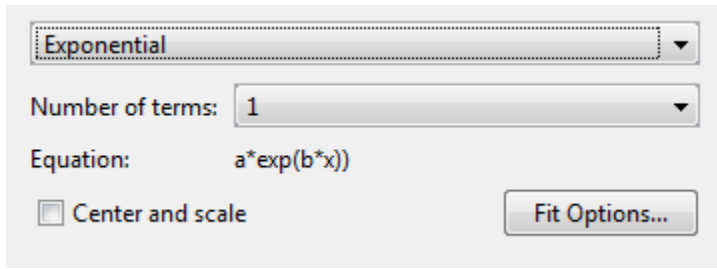 Exponential
Number of terms: 1
Equation: a*exp(b*x))
Center and scale Fit Options...